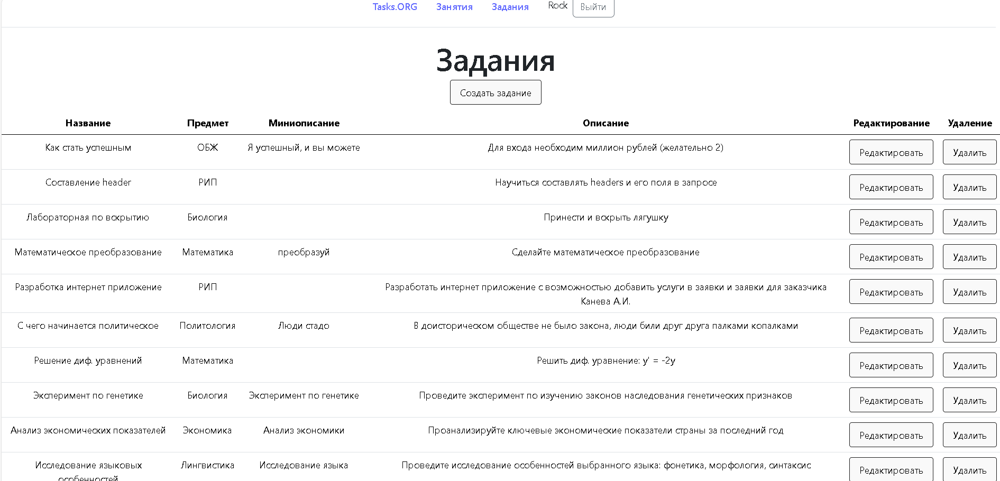 Tasks.ORG Занятия Задания Rock Выйти
Задания
Создать задание
Название Предмет Миниописание Описание Редактирование Удаление
Как стать успешным ОБЖ Я успешный, и вы можете Для входа необходим миллион рублей (желательно 2) Редактировать Удалить
Составление header РИП Научиться составлять headers и его поля в запросе Редактировать Удалить
Лабораторная по вскрытию Биология Принести и вскрыть лягушку Редактировать Удалить
Математическое преобразование Математика преобразуй Сделайте математическое преобразование Редактировать Удалить
Разработка интернет приложение РИП Разработать интернет приложение с возможностью добавить услуги в заявки и заявки для заказчика Редактировать Удалить
Канева А.И.
С чего начинается политическое Политология Люди стадо В доисторическом обществе не было закона, люди били друг друга палками копалками Редактировать Удалить
Решение диф. уравнений Математика Решить диф. уравнение: y' = -2y Редактировать Удалить
Эксперимент по генетике Биология Эксперимент по генетике Проведите эксперимент по изучению законов наследования генетических признаков Редактировать Удалить
Анализ экономических показателей Экономика Анализ экономики Проанализируйте ключевые экономические показатели страны за последний год Редактировать Удалить
Исследование языковых Лингвистика Исследование языка Проведите исследование особенностей выбранного языка: фонетика, морфология, синтаксис Редактировать Удалить
особенностей